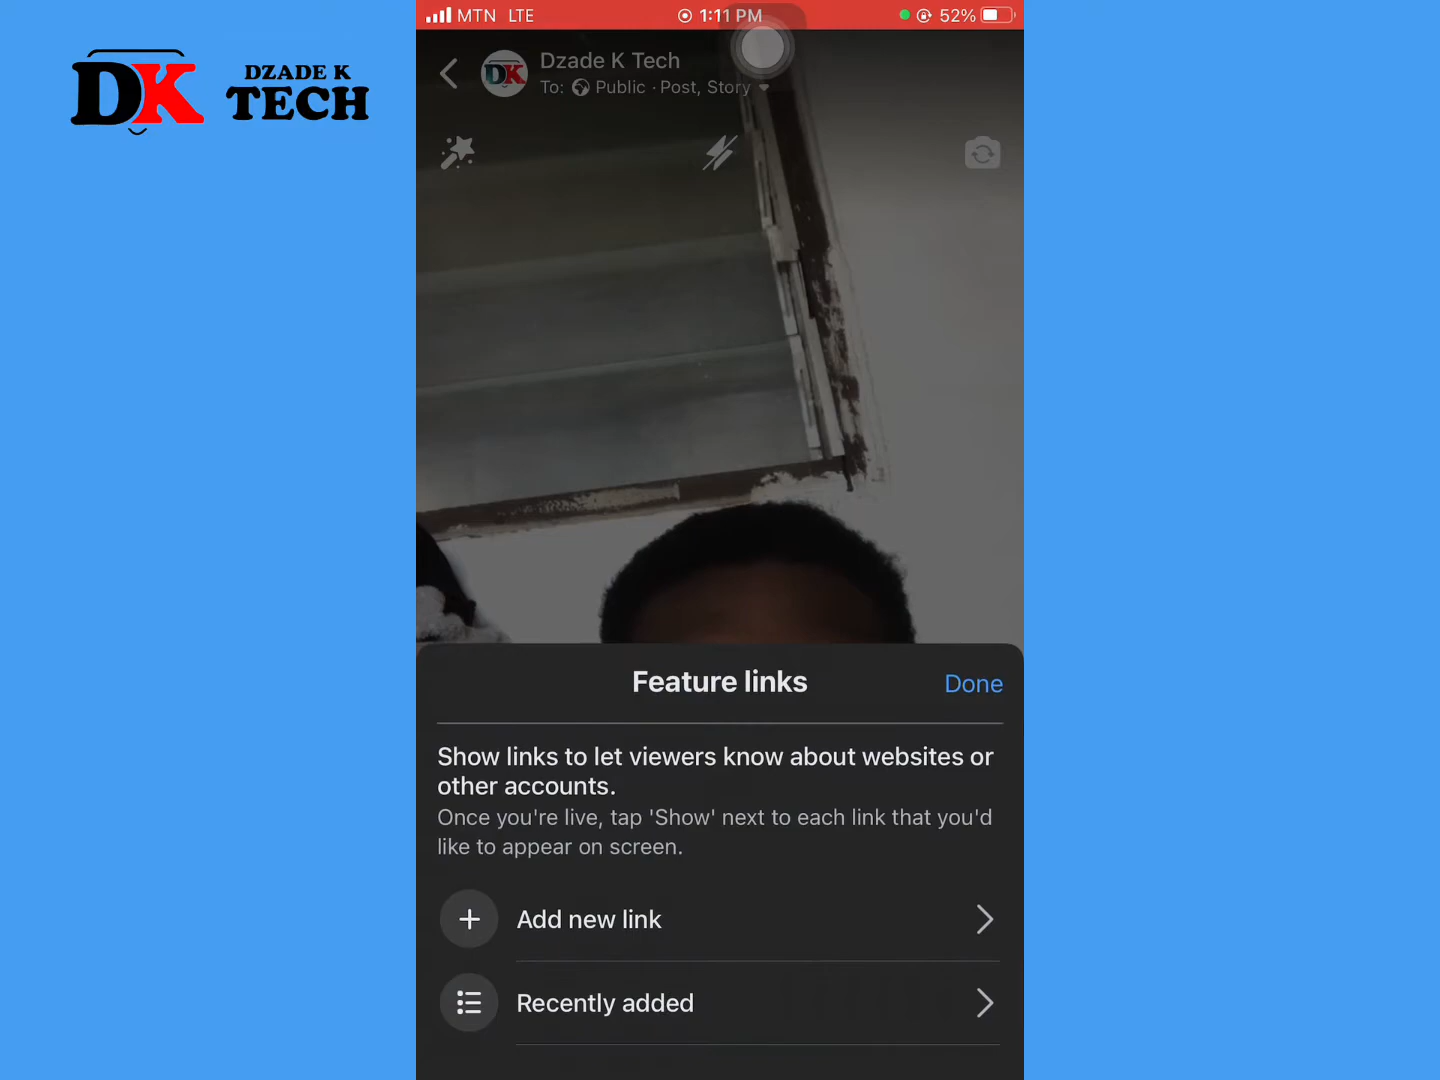 MTN LTE 1:11 PM 52%
DK DZADE K
TECH
DK Dzade K Tech
To: Public · Post, Story
Feature links Done
Show links to let viewers know about websites or
other accounts.
Once you're live, tap 'Show' next to each link that you'd
like to appear on screen.
Add new link
Recently added